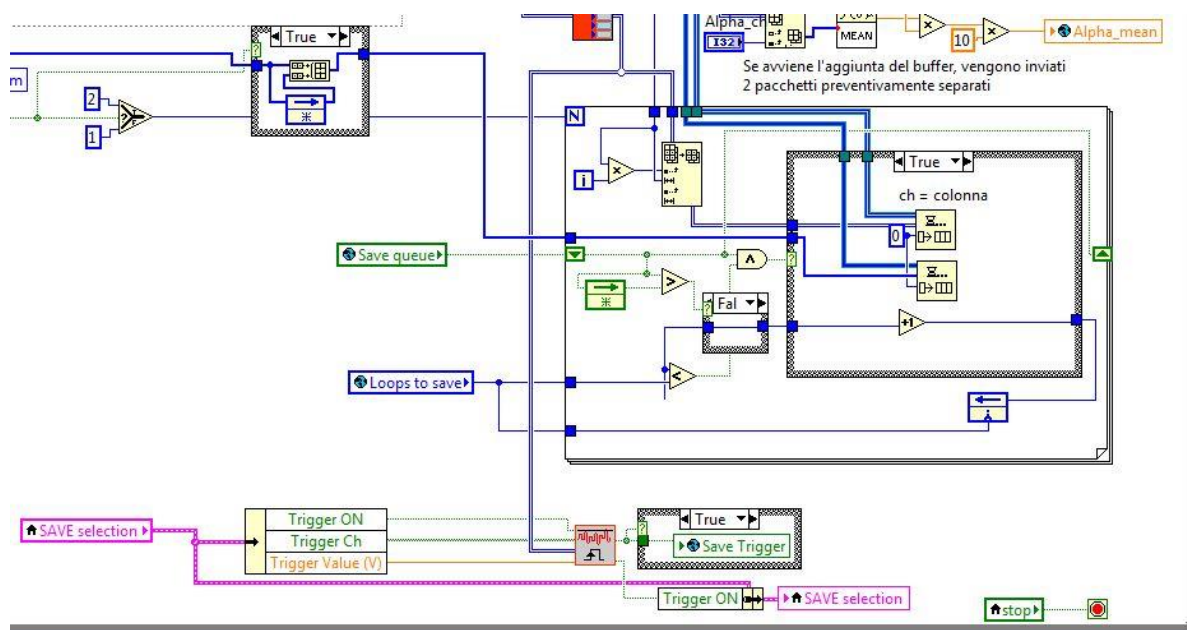 True
m
2
1
Alpha_ch
I32
MEAN
10
Alpha_mean
Se avviene l'aggiunta del buffer, vengono inviati
2 pacchetti preventivamente separati
N
i
True
ch = colonna
0
Save queue
Fal
+1
Loops to save
SAVE selection
Trigger ON
Trigger Ch
Trigger Value (V)
True
Save Trigger
Trigger ON
SAVE selection
stop